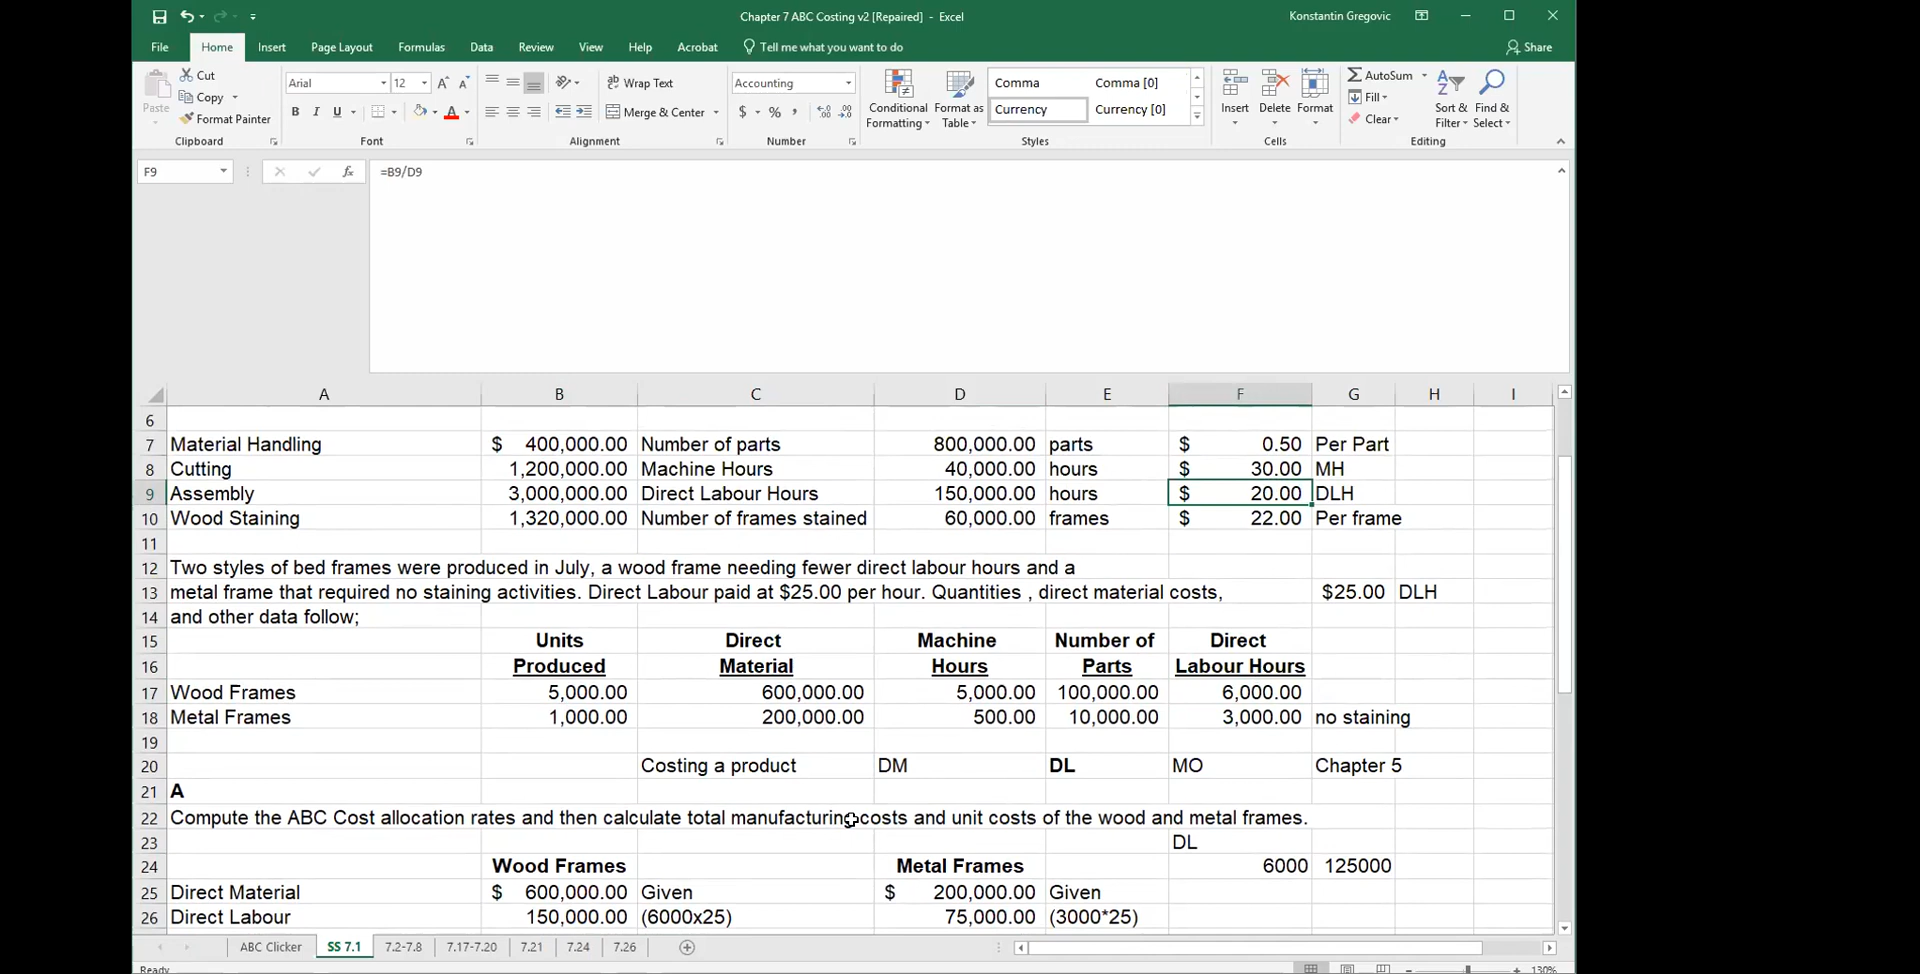 Chapter 7 ABC Costing v2 [Repaired] - Excel
Konstantin Gregovic
File Home Insert Page Layout Formulas Data Review View Help Acrobat Tell me what you want to do Share
Paste
Cut
Copy
Format Painter
Clipboard
Arial 12
B I U
Font
Wrap Text
Merge & Center
Alignment
Accounting
$ % ,
Number
Conditional Formatting
Format as Table
Comma Comma [0]
Currency Currency [0]
Styles
Insert Delete Format
Cells
AutoSum
Fill
Clear
Sort & Filter
Find & Select
Editing
F9 fx =B9/D9
A B C D E F G H I
6
7 Material Handling $ 400,000.00 Number of parts 800,000.00 parts $ 0.50 Per Part
8 Cutting 1,200,000.00 Machine Hours 40,000.00 hours $ 30.00 MH
9 Assembly 3,000,000.00 Direct Labour Hours 150,000.00 hours $ 20.00 DLH
10 Wood Staining 1,320,000.00 Number of frames stained 60,000.00 frames $ 22.00 Per frame
11
12 Two styles of bed frames were produced in July, a wood frame needing fewer direct labour hours and a
13 metal frame that required no staining activities. Direct Labour paid at $25.00 per hour. Quantities , direct material costs, $25.00 DLH
14 and other data follow;
15 Units Direct Machine Number of Direct
16 Produced Material Hours Parts Labour Hours
17 Wood Frames 5,000.00 600,000.00 5,000.00 100,000.00 6,000.00
18 Metal Frames 1,000.00 200,000.00 500.00 10,000.00 3,000.00 no staining
19
20 Costing a product DM DL MO Chapter 5
21 A
22 Compute the ABC Cost allocation rates and then calculate total manufacturing costs and unit costs of the wood and metal frames.
23 DL
24 Wood Frames Metal Frames 6000 125000
25 Direct Material $ 600,000.00 Given $ 200,000.00 Given
26 Direct Labour 150,000.00 (6000x25) 75,000.00 (3000*25)
ABC Clicker SS 7.1 7.2-7.8 7.17-7.20 7.21 7.24 7.26
Ready 130%